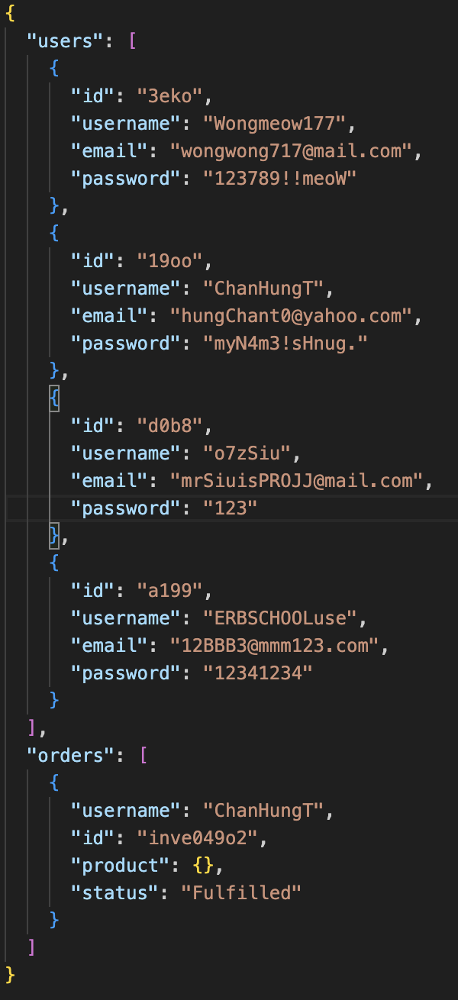 {
"users": [
{
"id": "3eko",
"username": "Wongmeow177",
"email": "wongwong717@mail.com",
"password": "123789!!meoW"
},
{
"id": "19oo",
"username": "ChanHungT",
"email": "hungChant0@yahoo.com",
"password": "myN4m3!sHnug."
},
{
"id": "d0b8",
"username": "o7zSiu",
"email": "mrSiuisPROJJ@mail.com",
"password": "123"
},
{
"id": "a199",
"username": "ERBSCHOOLuse",
"email": "12BBB3@mmm123.com",
"password": "12341234"
}
],
"orders": [
{
"username": "ChanHungT",
"id": "inve049o2",
"product": {},
"status": "Fulfilled"
}
]
}